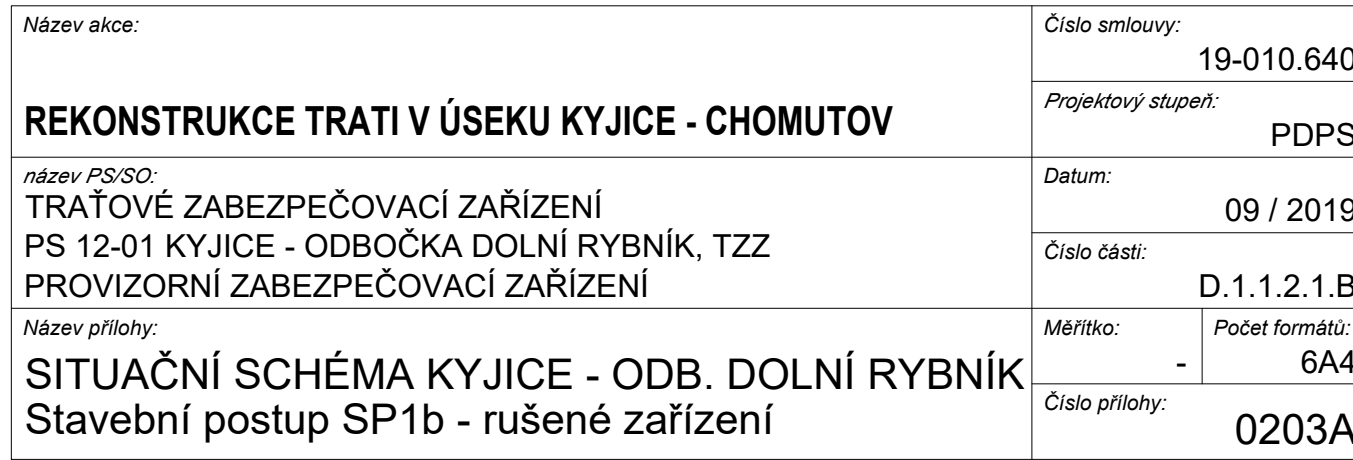 Název akce:
REKONSTRUKCE TRATI V ÚSEKU KYJICE - CHOMUTOV
Číslo smlouvy:
19-010.640
Projektový stupeň:
PDPS
název PS/SO:
TRAŤOVÉ ZABEZPEČOVACÍ ZAŘÍZENÍ
PS 12-01 KYJICE - ODBOČKA DOLNÍ RYBNÍK, TZZ
PROVIZORNÍ ZABEZPEČOVACÍ ZAŘÍZENÍ
Datum:
09 / 2019
Číslo části:
D.1.1.2.1.B
Název přílohy:
SITUAČNÍ SCHÉMA KYJICE - ODB. DOLNÍ RYBNÍK
Stavební postup SP1b - rušené zařízení
Měřítko:
-
Počet formátů:
6A4
Číslo přílohy:
0203A